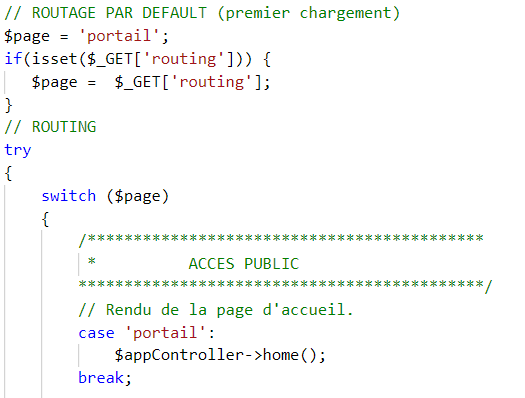 // ROUTAGE PAR DEFAULT (premier chargement)
$page = 'portail';
if(isset($_GET['routing'])) {
   $page =  $_GET['routing'];
}
// ROUTING
try
{
    switch ($page)
    {
        /*******************************************
         *          ACCES PUBLIC
        ********************************************/
        // Rendu de la page d'accueil.
        case 'portail':
            $appController->home();
        break;